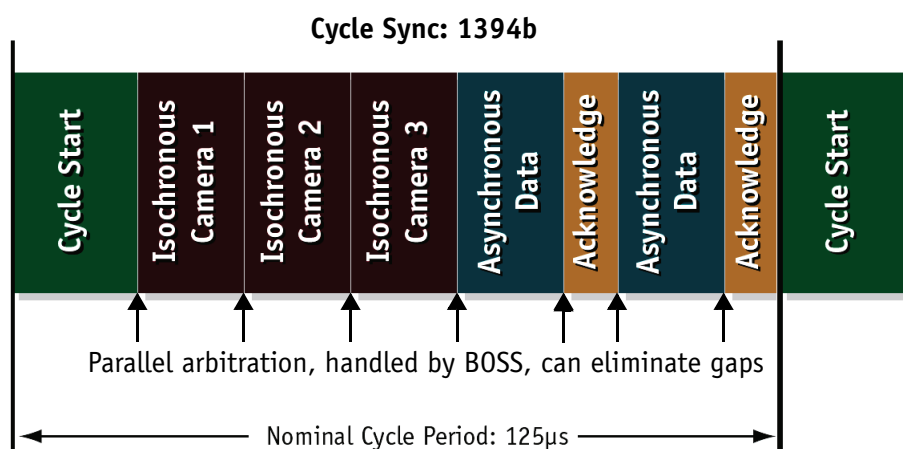 Cycle Sync: 1394b
Cycle Start
Isochronous
Camera 1
Isochronous
Camera 2
Isochronous
Camera 3
Asynchronous
Data
Acknowledge
Asynchronous
Data
Acknowledge
Cycle Start
Parallel arbitration, handled by BOSS, can eliminate gaps
Nominal Cycle Period: 125µs